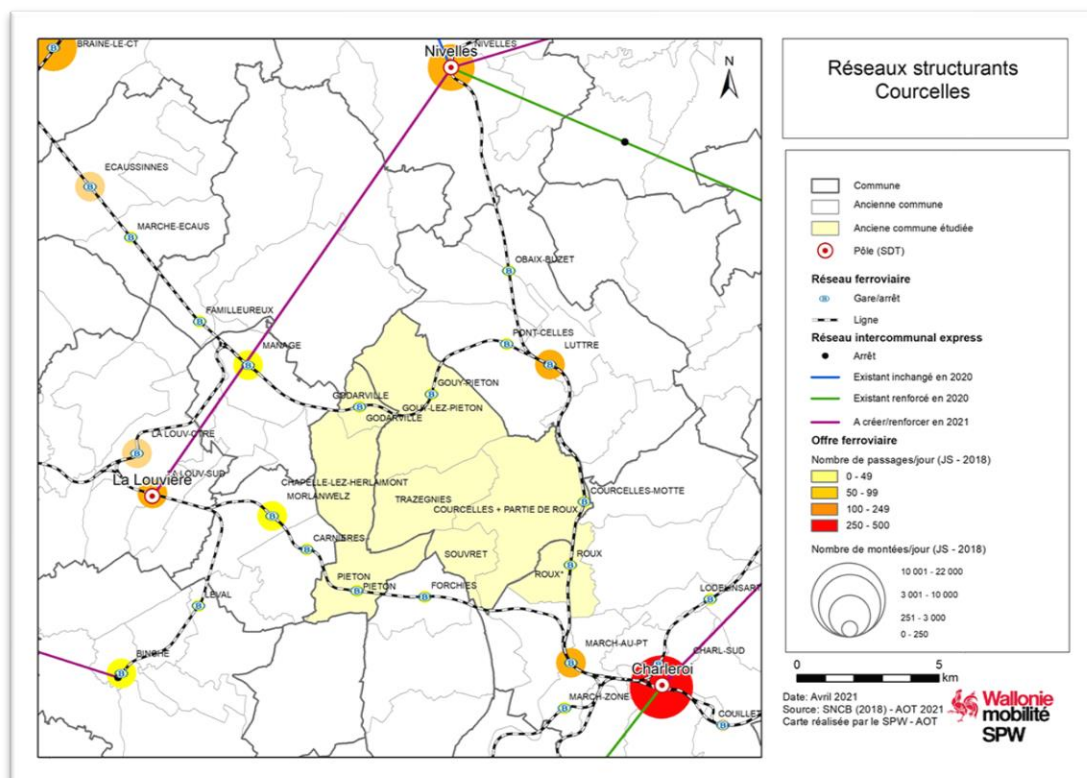 BRAINE-LE-CT
Nivelles
NIVELLES
N
ECAUSSINNES
MARCHE-ECAUS
OBAIX-BUZET
FAMILLEUREUX
PONT-CELLES
LUTTRE
MANAGE
GOUY-PIETON
GODARVILLE
GOUY-LEZ-PIETON
GODARVILLE
LA LOUV-CTRE
LA LOUV-SUD
La Louvière
CHAPELLE-LEZ-HERLAIMONT
MORLANWELZ
TRAZEGNIES
COURCELLES-MOTTE
COURCELLES + PARTIE DE ROUX
CARNIERES
SOUVRET
ROUX
ROUX*
PIETON
PIETON
FORCHIES
LEVAL
LODELINSART
MARCH-AU-PT
CHARL-SUD
Charleroi
BINCHE
MARCH-ZONE
COUILLET
Réseaux structurants
Courcelles
Commune
Ancienne commune
Anciene commune étudiée
Pôle (SDT)
Réseau ferroviaire
B Gare/arrêt
Ligne
Réseau intercommunal express
Arrêt
Existant inchangé en 2020
Existant renforcé en 2020
A créer/renforcer en 2021
Offre ferroviaire
Nombre de passages/jour (JS - 2018)
0 - 49
50 - 99
100 - 249
250 - 500
Nombre de montées/jour (JS - 2018)
10 001 - 22 000
3 001 - 10 000
251 - 3 000
0 - 250
0 5
km
Date: Avril 2021
Source: SNCB (2018) - AOT 2021
Carte réalisée par le SPW - AOT
Wallonie
mobilité
SPW